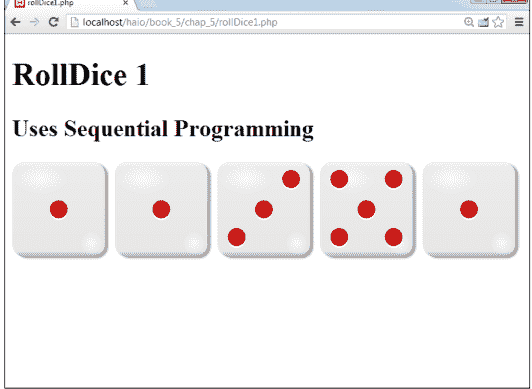 rollDice1.php
localhost/haio/book_5/chap_5/rollDice1.php
RollDice 1
Uses Sequential Programming